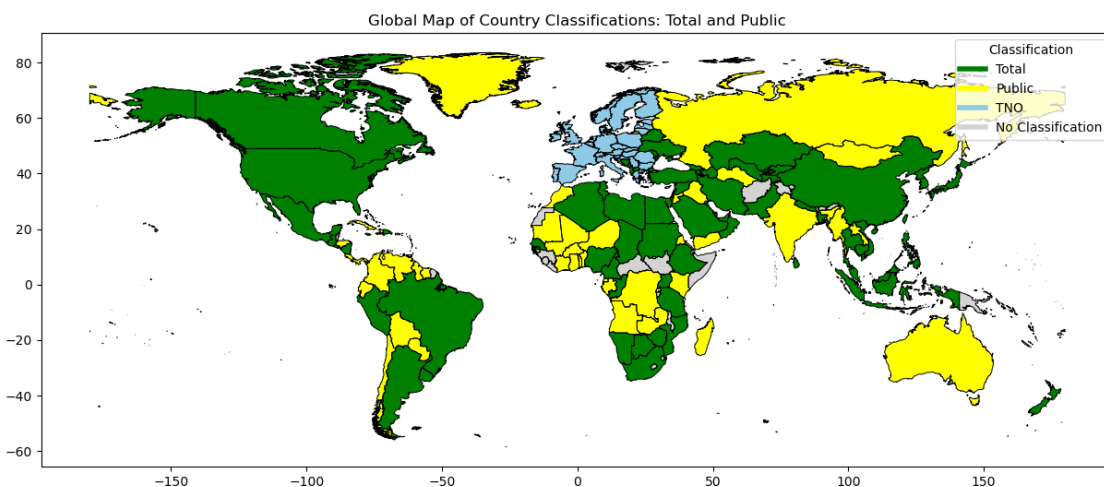 Global Map of Country Classifications: Total and Public
Classification
Total
Public
TNO
No Classification
80
60
40
20
0
−20
−40
−60
−150
−100
−50
0
50
100
150